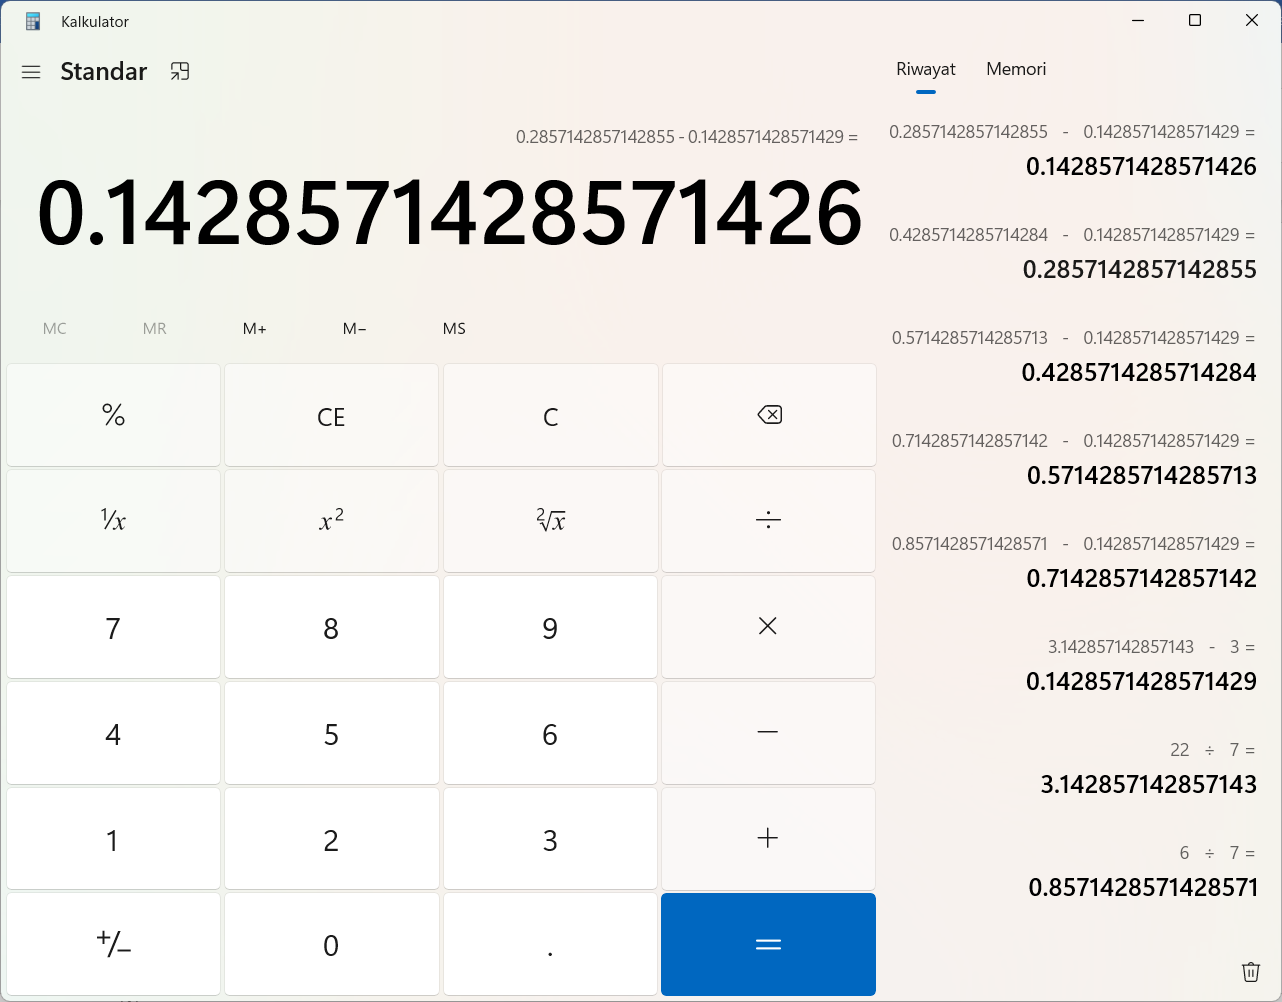 Kalkulator
Standar
0.2857142857142855 - 0.1428571428571429 =
0.1428571428571426
MC MR M+ M− MS
% CE C
¹/x x² ²√x ÷
7 8 9 ×
4 5 6 −
1 2 3 +
+/− 0 . =
Riwayat Memori
0.2857142857142855 - 0.1428571428571429 =
0.1428571428571426
0.4285714285714284 - 0.1428571428571429 =
0.2857142857142855
0.5714285714285713 - 0.1428571428571429 =
0.4285714285714284
0.7142857142857142 - 0.1428571428571429 =
0.5714285714285713
0.8571428571428571 - 0.1428571428571429 =
0.7142857142857142
3.142857142857143 - 3 =
0.1428571428571429
22 ÷ 7 =
3.142857142857143
6 ÷ 7 =
0.8571428571428571